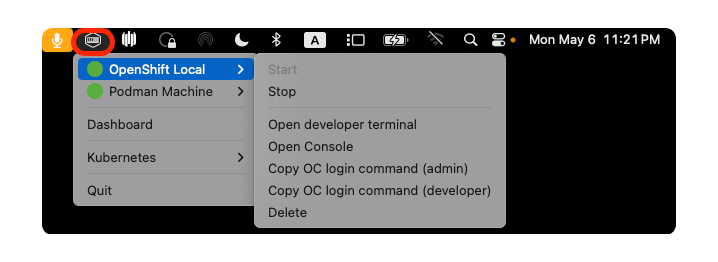 A
Mon May 6 11:21 PM
OpenShift Local
Podman Machine
Dashboard
Kubernetes
Quit
Start
Stop
Open developer terminal
Open Console
Copy OC login command (admin)
Copy OC login command (developer)
Delete